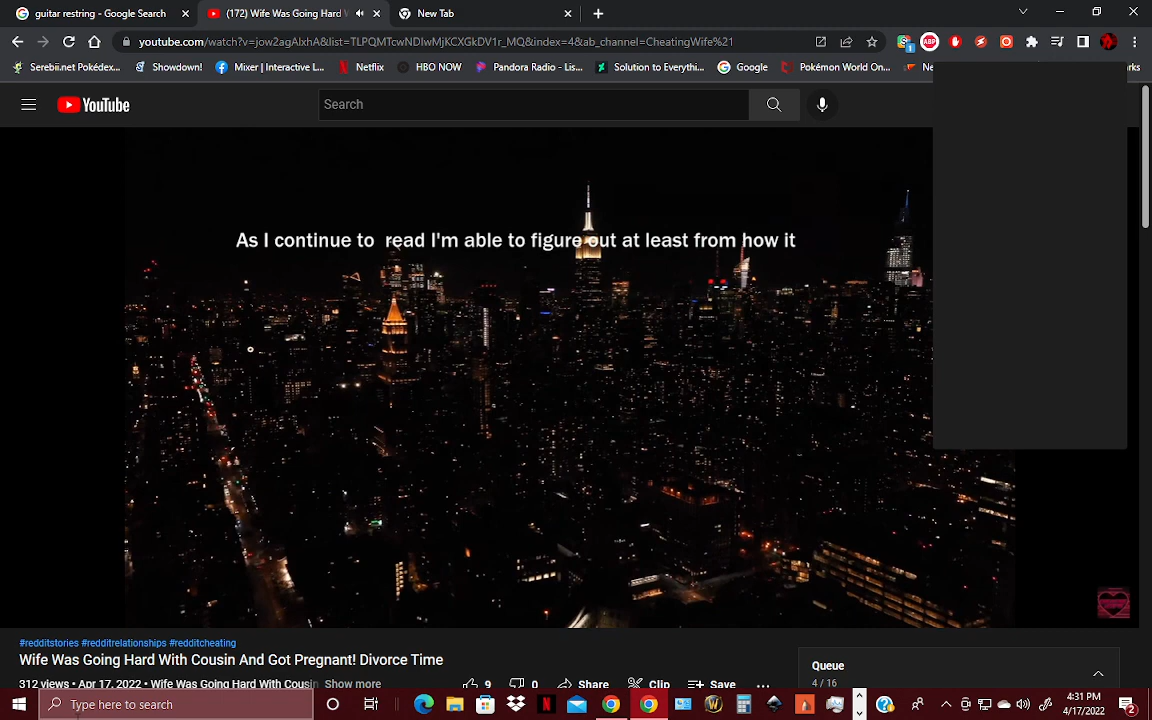 guitar restring - Google Search
(172) Wife Was Going Hard
New Tab
youtube.com/watch?v=jow2agAlxhA&list=TLPQMTcwNDIwMjKCXGkDV1r_MQ&index=4&ab_channel=CheatingWife%21
Serebii.net Pokédex...
Showdown!
Mixer | Interactive L...
Netflix
HBO NOW
Pandora Radio - Lis...
Solution to Everythi...
Google
Pokémon World On...
YouTube
Search
As I continue to read I'm able to figure out at least from how it
#redditstories #redditrelationships #redditcheating
Wife Was Going Hard With Cousin And Got Pregnant! Divorce Time
312 views • Apr 17, 2022 • Wife Was Going Hard With Cousin
Show more
9
0
Share
Clip
Save
Queue
4 / 16
Type here to search
4:31 PM
4/17/2022
2